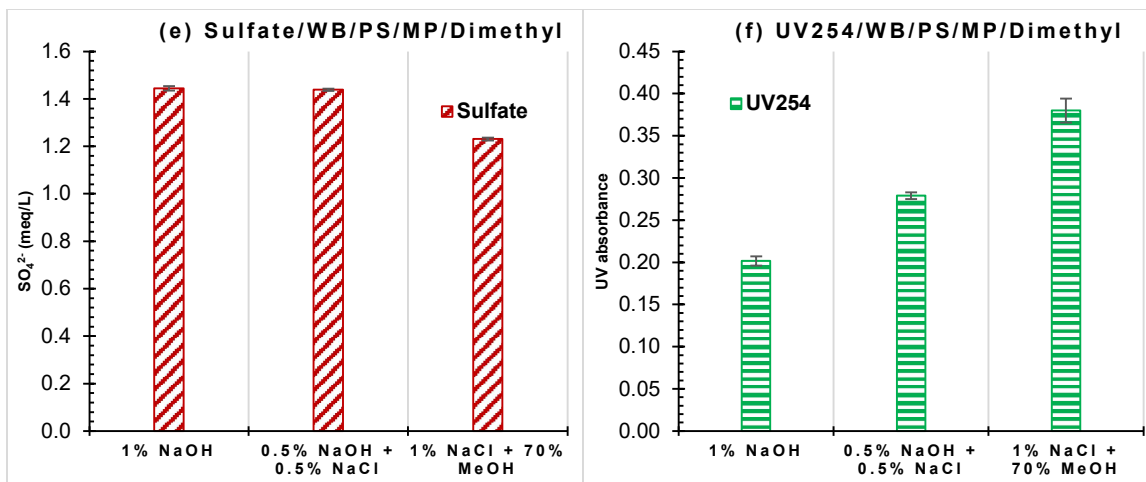 (e) Sulfate/WB/PS/MP/Dimethyl
1.6
1.4
1.2
1.0
0.8
0.6
0.4
0.2
0.0
SO₄²⁻ (meq/L)
Sulfate
1% NaOH
0.5% NaOH +
0.5% NaCl
1% NaCl + 70%
MeOH
(f) UV254/WB/PS/MP/Dimethyl
0.45
0.40
0.35
0.30
0.25
0.20
0.15
0.10
0.05
0.00
UV absorbance
UV254
1% NaOH
0.5% NaOH +
0.5% NaCl
1% NaCl +
70% MeOH